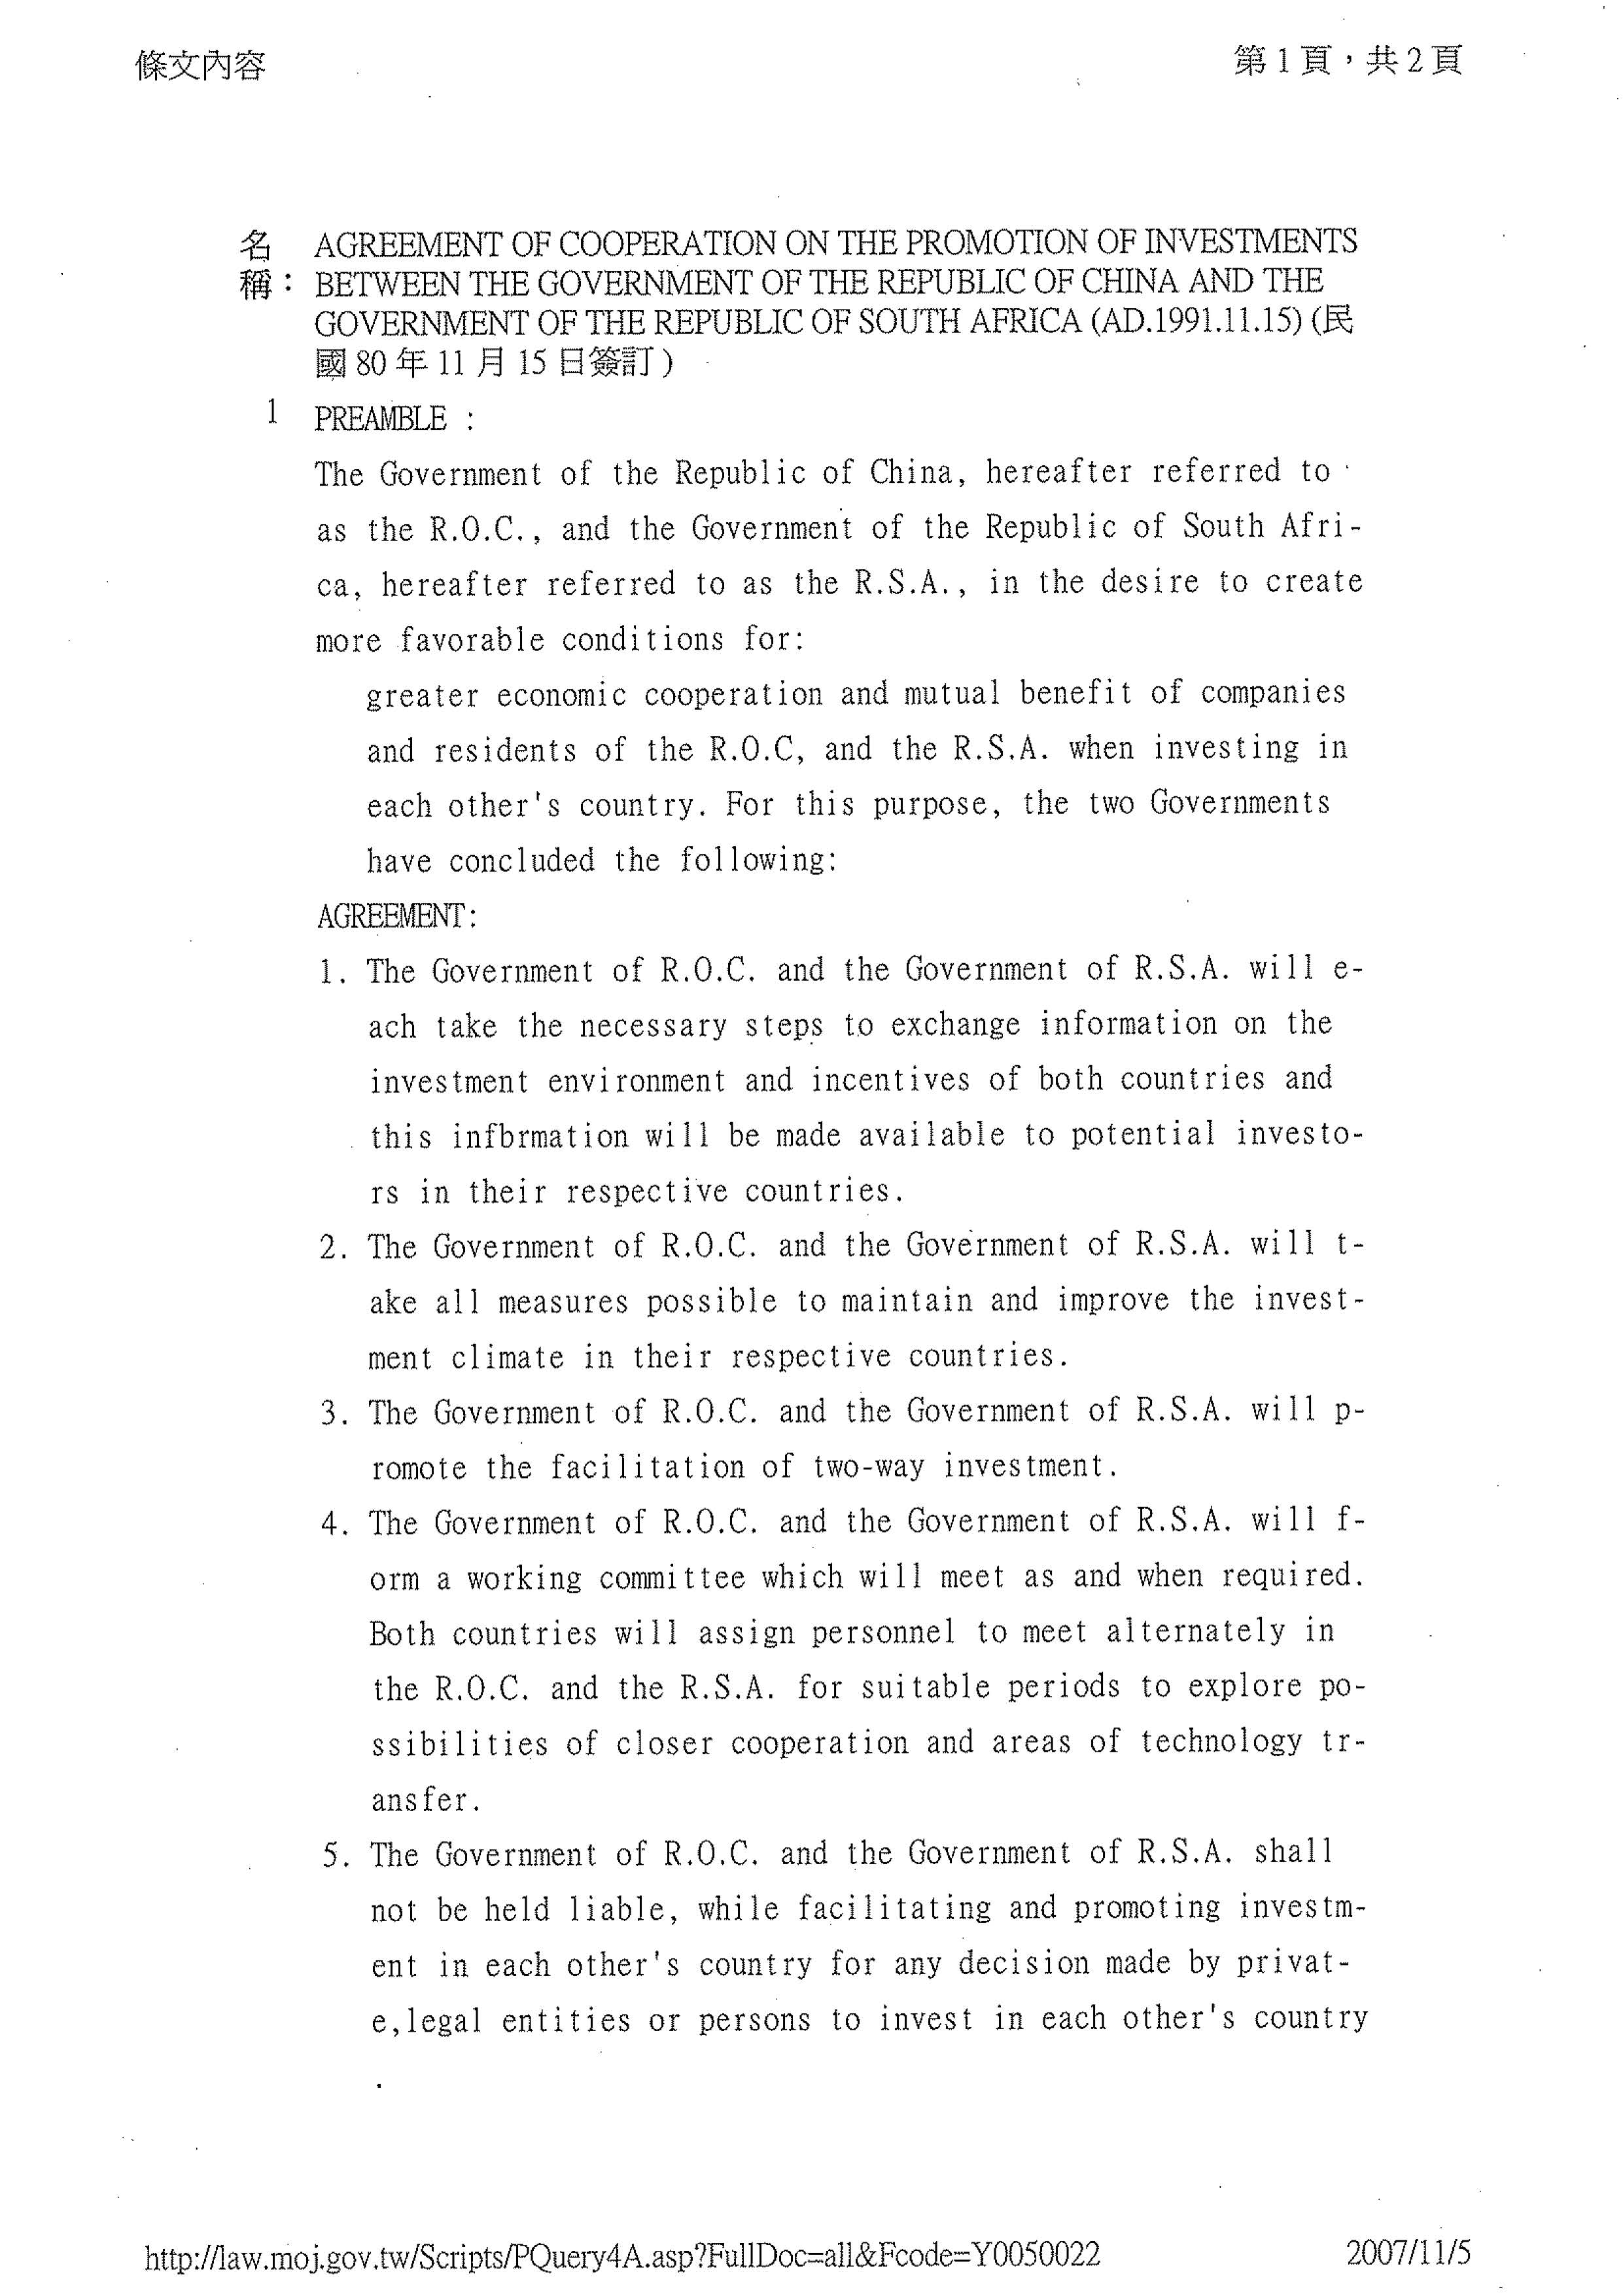 條文內容
第1頁，共2頁
名 AGREEMENT OF COOPERATION ON THE PROMOTION OF INVESTMENTS
稱： BETWEEN THE GOVERNMENT OF THE REPUBLIC OF CHINA AND THE
GOVERNMENT OF THE REPUBLIC OF SOUTH AFRICA (AD.1991.11.15) (民
國 80 年 11 月 15 日簽訂)
1 PREAMBLE :
The Government of the Republic of China, hereafter referred to
as the R.O.C., and the Government of the Republic of South Afri-
ca, hereafter referred to as the R.S.A., in the desire to create
more favorable conditions for:
greater economic cooperation and mutual benefit of companies
and residents of the R.O.C, and the R.S.A. when investing in
each other's country. For this purpose, the two Governments
have concluded the following:
AGREEMENT:
1. The Government of R.O.C. and the Government of R.S.A. will e-
ach take the necessary steps to exchange information on the
investment environment and incentives of both countries and
this infbrmation will be made available to potential investo-
rs in their respective countries.
2. The Government of R.O.C. and the Government of R.S.A. will t-
ake all measures possible to maintain and improve the invest-
ment climate in their respective countries.
3. The Government of R.O.C. and the Government of R.S.A. will p-
romote the facilitation of two-way investment.
4. The Government of R.O.C. and the Government of R.S.A. will f-
orm a working committee which will meet as and when required.
Both countries will assign personnel to meet alternately in
the R.O.C. and the R.S.A. for suitable periods to explore po-
ssibilities of closer cooperation and areas of technology tr-
ansfer.
5. The Government of R.O.C. and the Government of R.S.A. shall
not be held liable, while facilitating and promoting investm-
ent in each other's country for any decision made by privat-
e,legal entities or persons to invest in each other's country
.
http://law.moj.gov.tw/Scripts/PQuery4A.asp?FullDoc=all&Fcode=Y0050022
2007/11/5